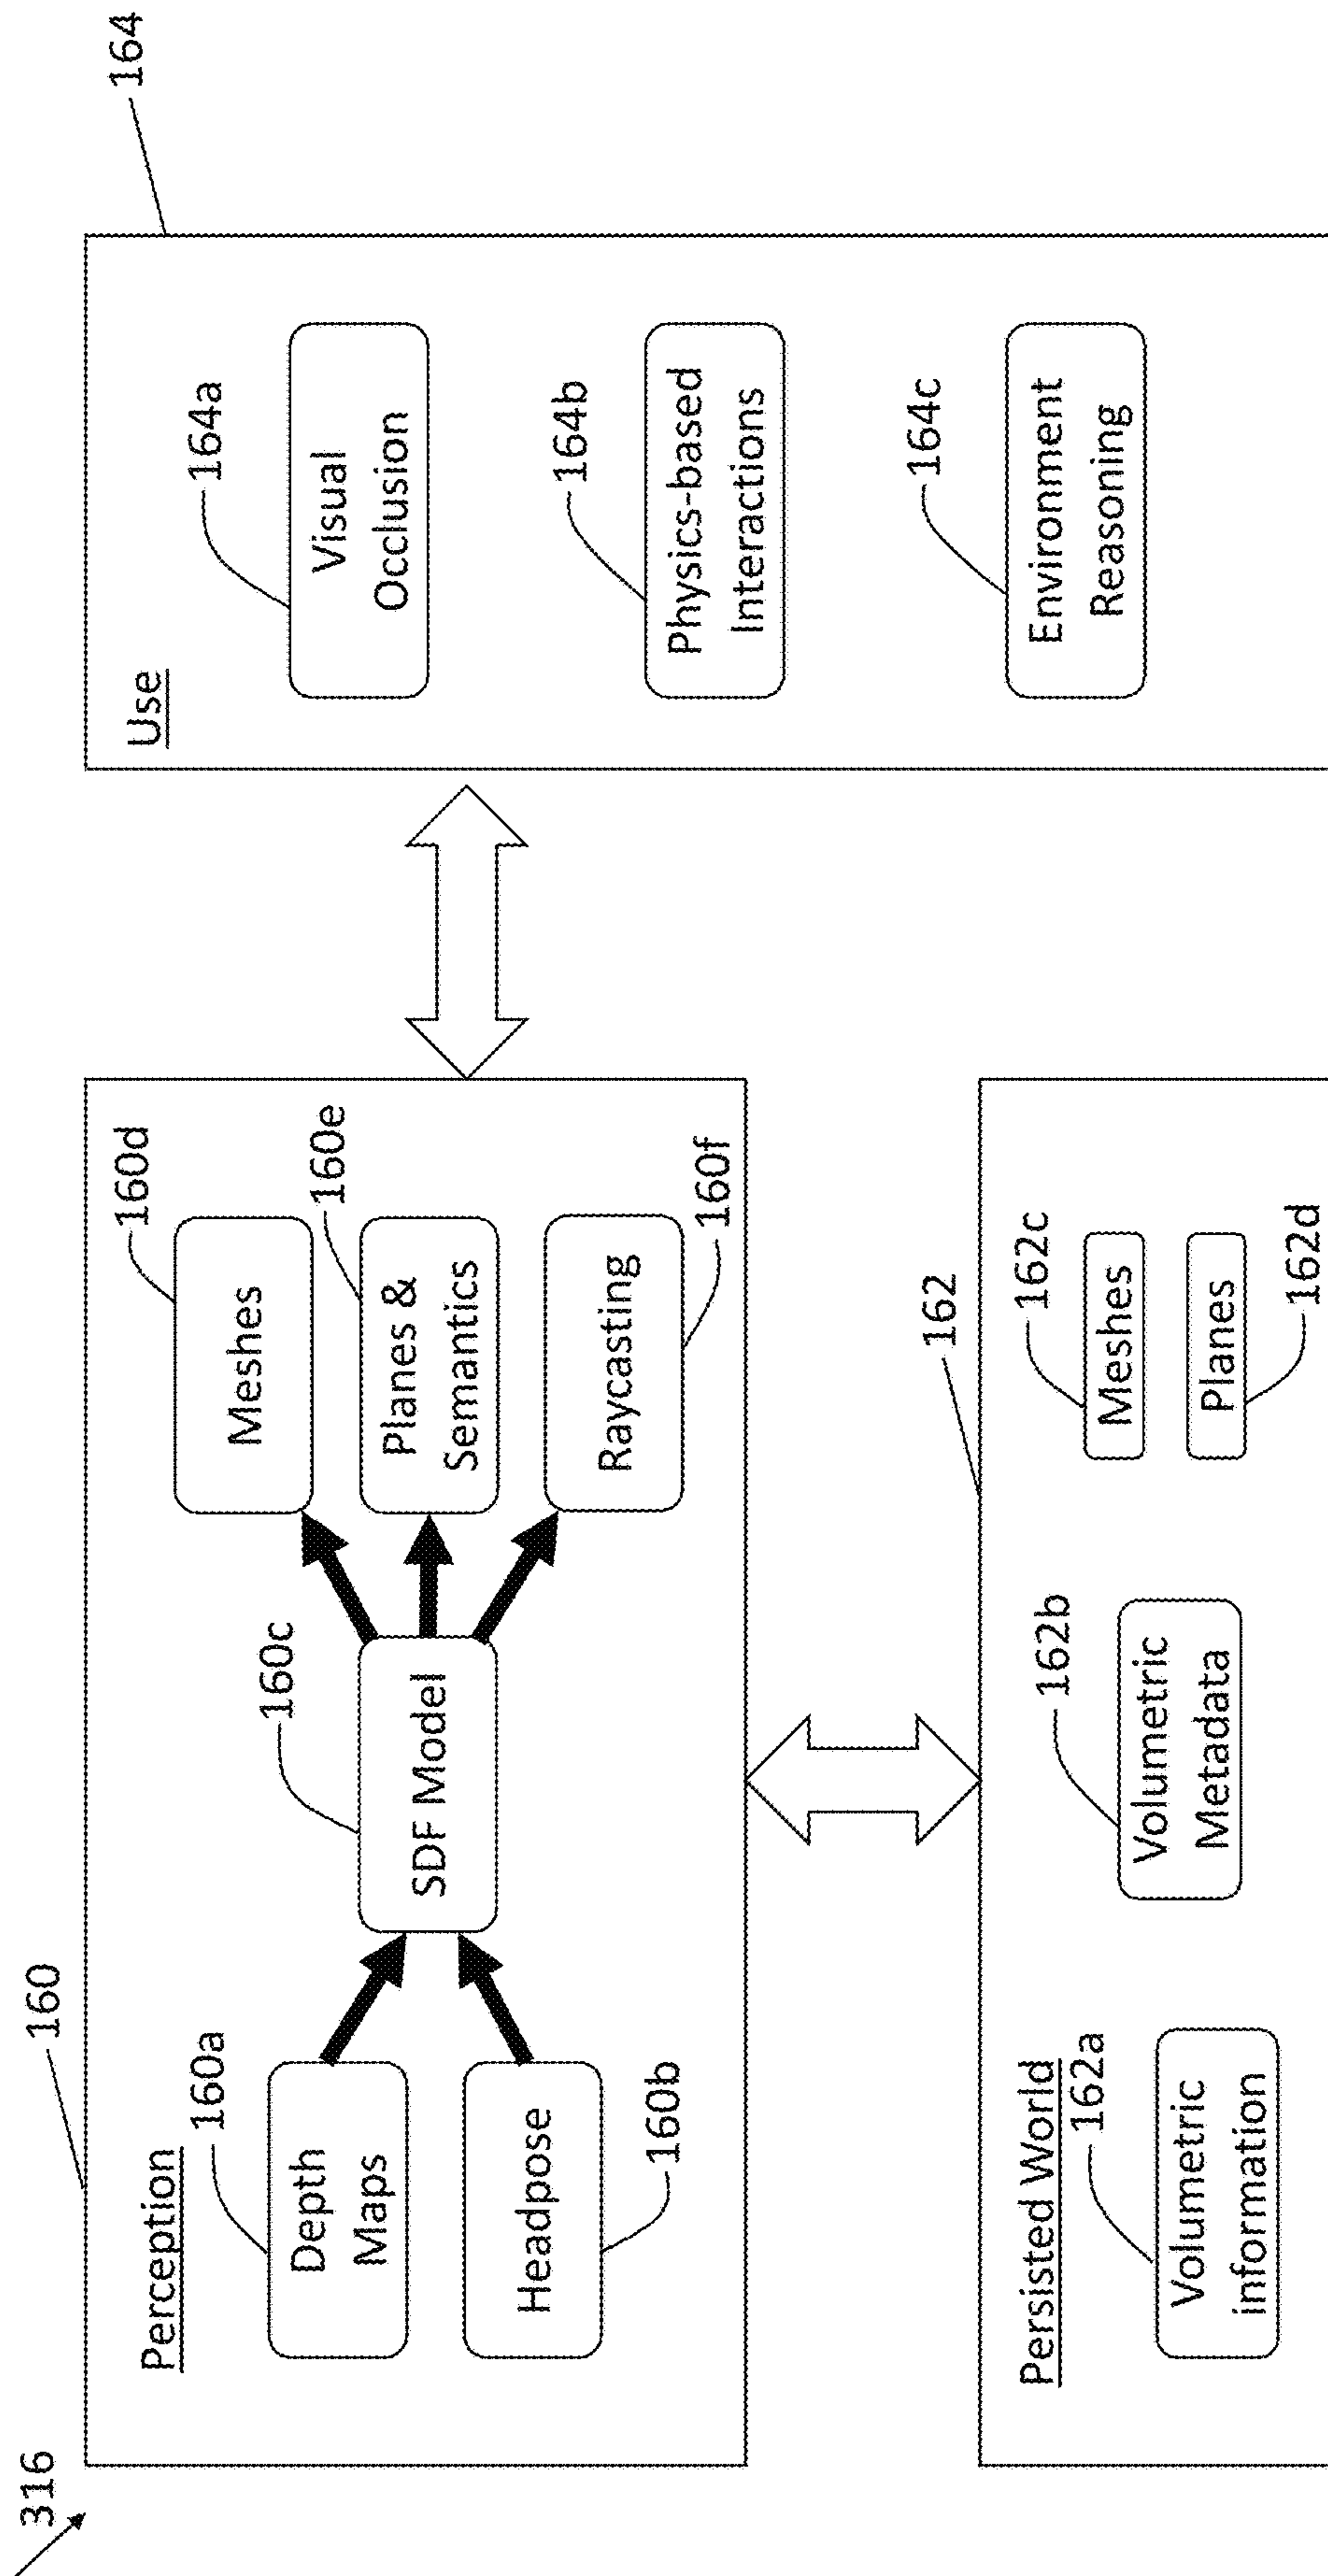 316
160
Perception
160a
Depth
Maps
Headpose
160b
160c
SDF Model
160d
Meshes
160e
Planes &
Semantics
Raycasting
160f
164
Use
164a
Visual
Occlusion
164b
Physics-based
Interactions
164c
Environment
Reasoning
162
Persisted World
162a
Volumetric
information
162b
Volumetric
Metadata
162c
Meshes
Planes
162d